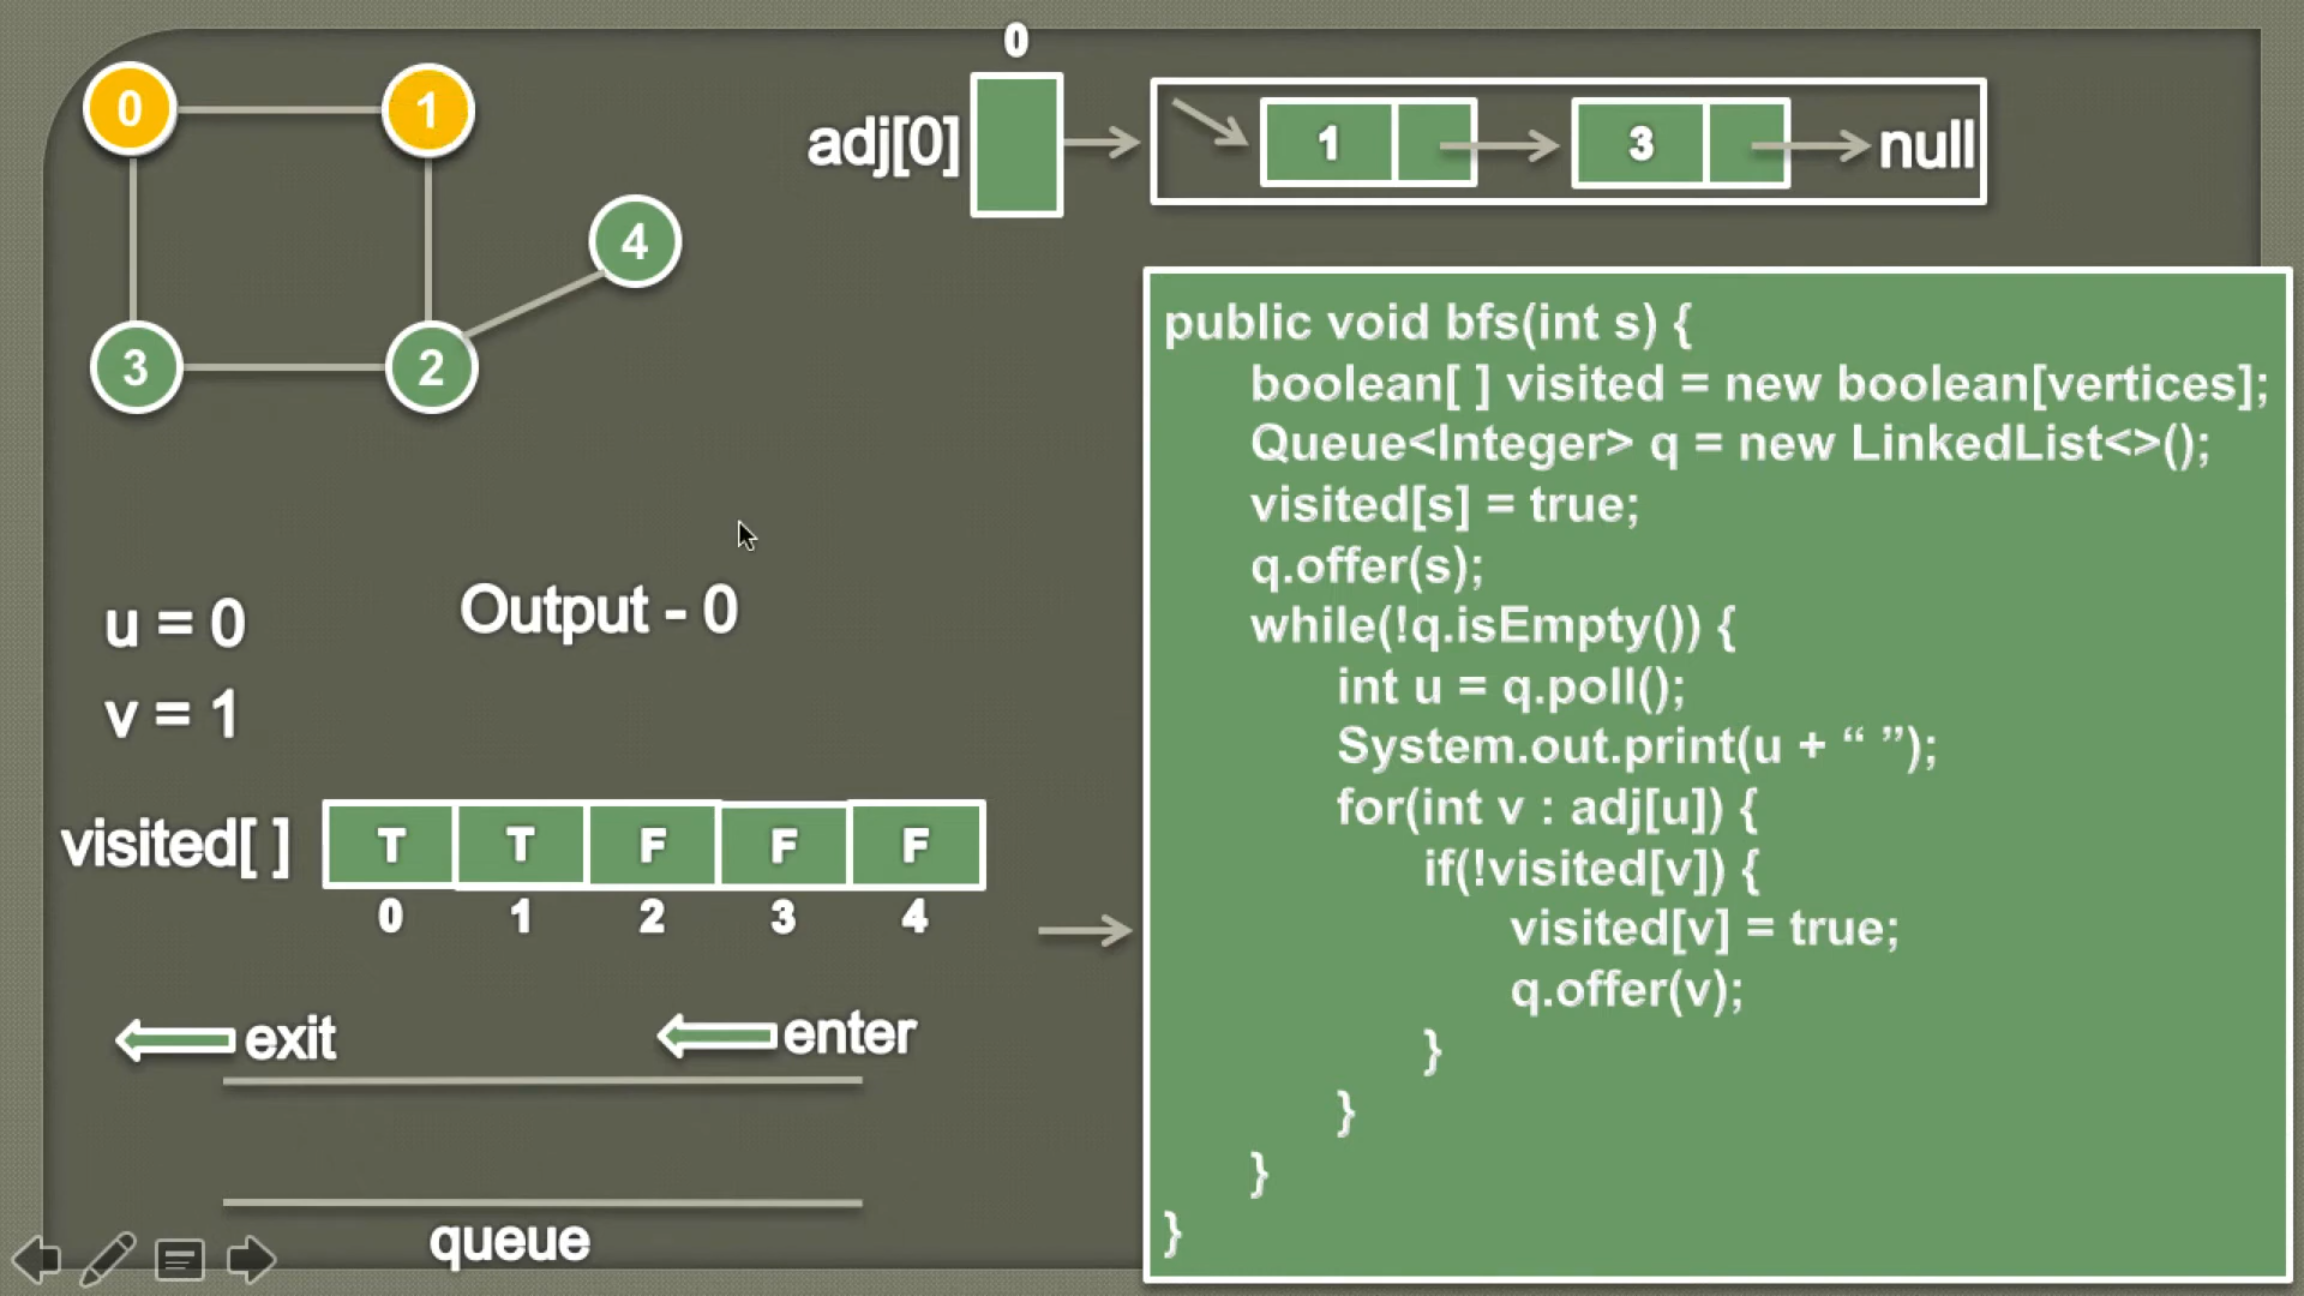 0
0 1
adj[0] 1 3 null
4
3 2
public void bfs(int s) {
boolean[ ] visited = new boolean[vertices];
Queue<Integer> q = new LinkedList<>();
visited[s] = true;
q.offer(s);
while(!q.isEmpty()) {
int u = q.poll();
System.out.print(u + “ ”);
for(int v : adj[u]) {
if(!visited[v]) {
visited[v] = true;
q.offer(v);
}
}
}
}
u = 0
Output - 0
v = 1
visited[ ] T T F F F
0 1 2 3 4
exit enter
queue